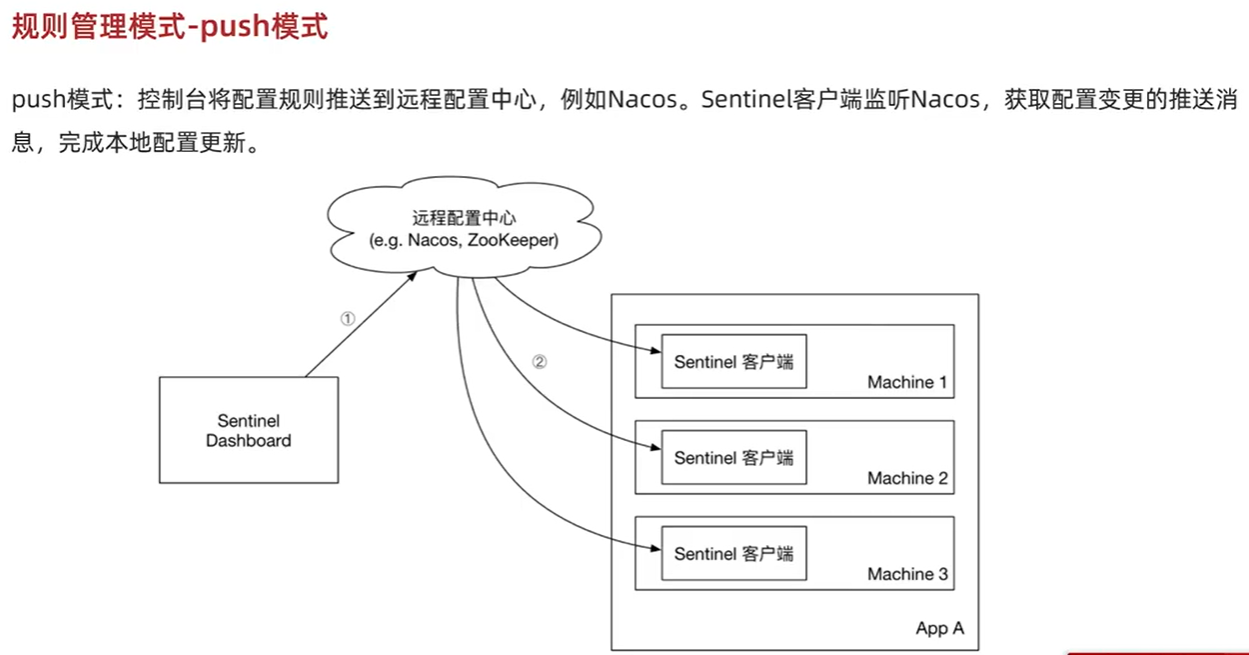 规则管理模式-push模式
push模式：控制台将配置规则推送到远程配置中心，例如Nacos。Sentinel客户端监听Nacos，获取配置变更的推送消
息，完成本地配置更新。
远程配置中心
(e.g. Nacos, ZooKeeper)
①
②
Sentinel
Dashboard
Sentinel 客户端
Machine 1
Sentinel 客户端
Machine 2
Sentinel 客户端
Machine 3
App A